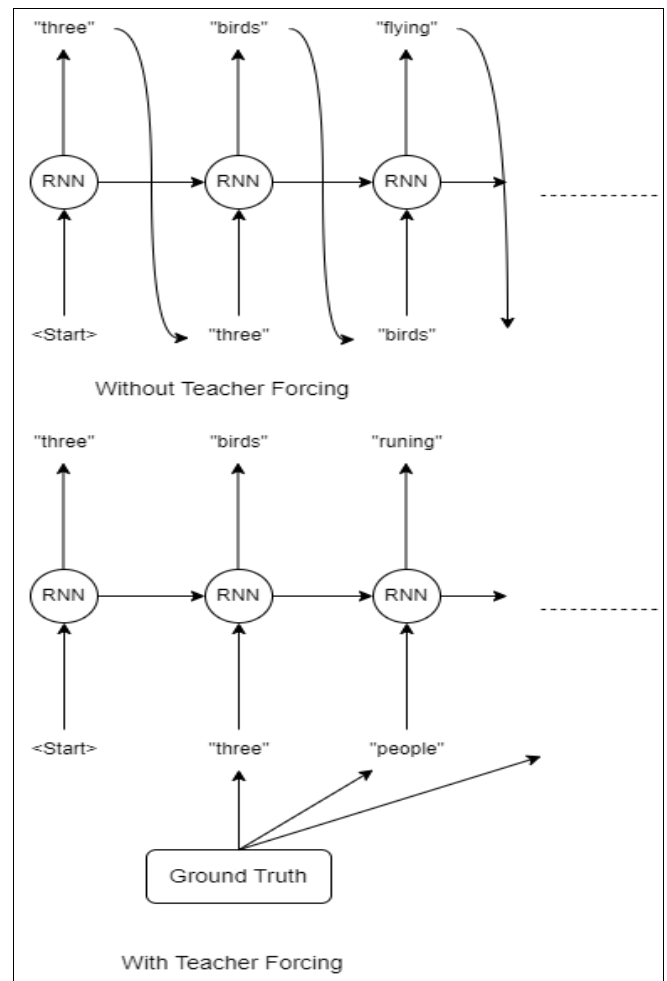 "three" "birds" "flying"
RNN RNN RNN
<Start> "three" "birds"
Without Teacher Forcing
"three" "birds" "runing"
RNN RNN RNN
<Start> "three" "people"
Ground Truth
With Teacher Forcing